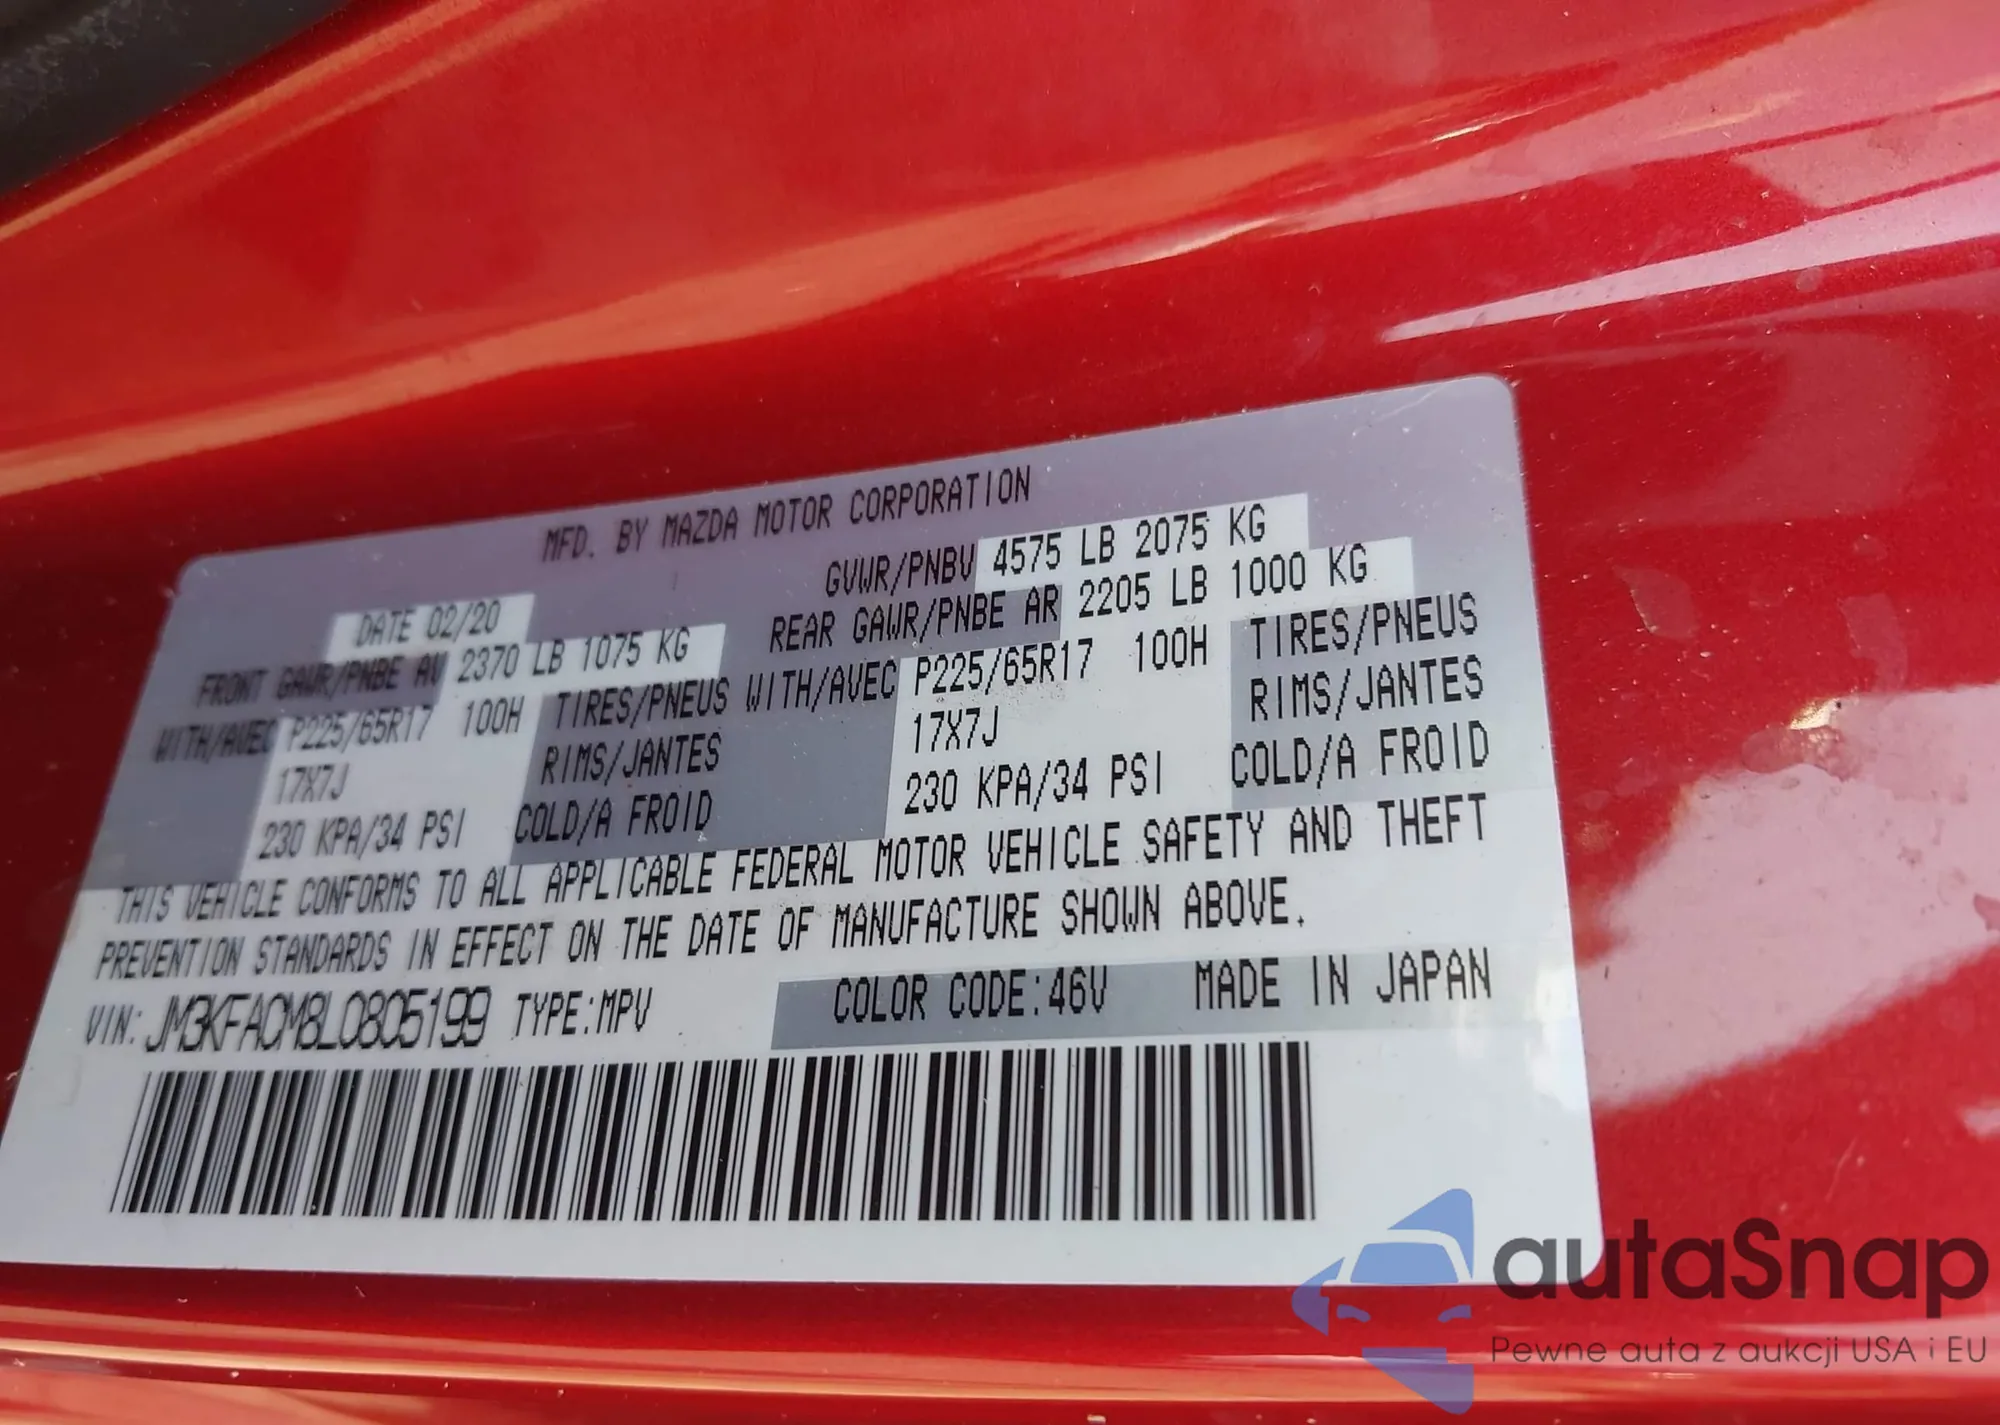 MFD. BY MAZDA MOTOR CORPORATION
DATE 02/20 GVWR/PNBV 4575 LB 2075 KG
FRONT GAWR/PNBE AV 2370 LB 1075 KG REAR GAWR/PNBE AR 2205 LB 1000 KG
WITH/AVEC P225/65R17 100H TIRES/PNEUS WITH/AVEC P225/65R17 100H TIRES/PNEUS
17X7J RIMS/JANTES 17X7J RIMS/JANTES
230 KPA/34 PSI COLD/A FROID 230 KPA/34 PSI COLD/A FROID
THIS VEHICLE CONFORMS TO ALL APPLICABLE FEDERAL MOTOR VEHICLE SAFETY AND THEFT
PREVENTION STANDARDS IN EFFECT ON THE DATE OF MANUFACTURE SHOWN ABOVE.
VIN: JM3KFACM8L0805199 TYPE:MPV COLOR CODE:46V MADE IN JAPAN
autaSnap
Pewne auta z aukcji USA i EU